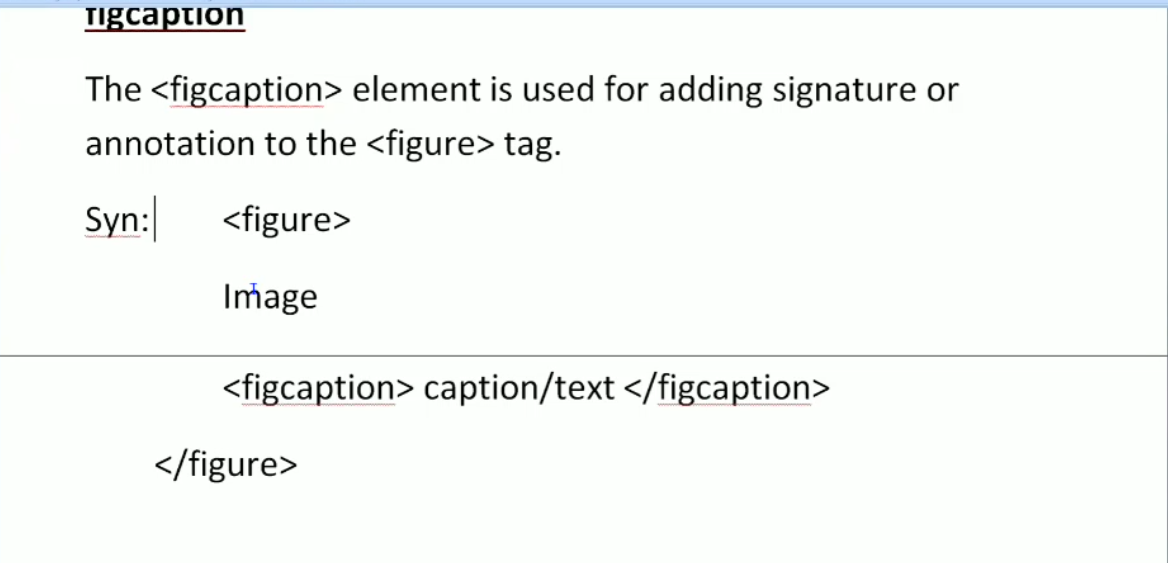 figcaption
The <figcaption> element is used for adding signature or
annotation to the <figure> tag.
Syn: <figure>
Image
<figcaption> caption/text </figcaption>
</figure>